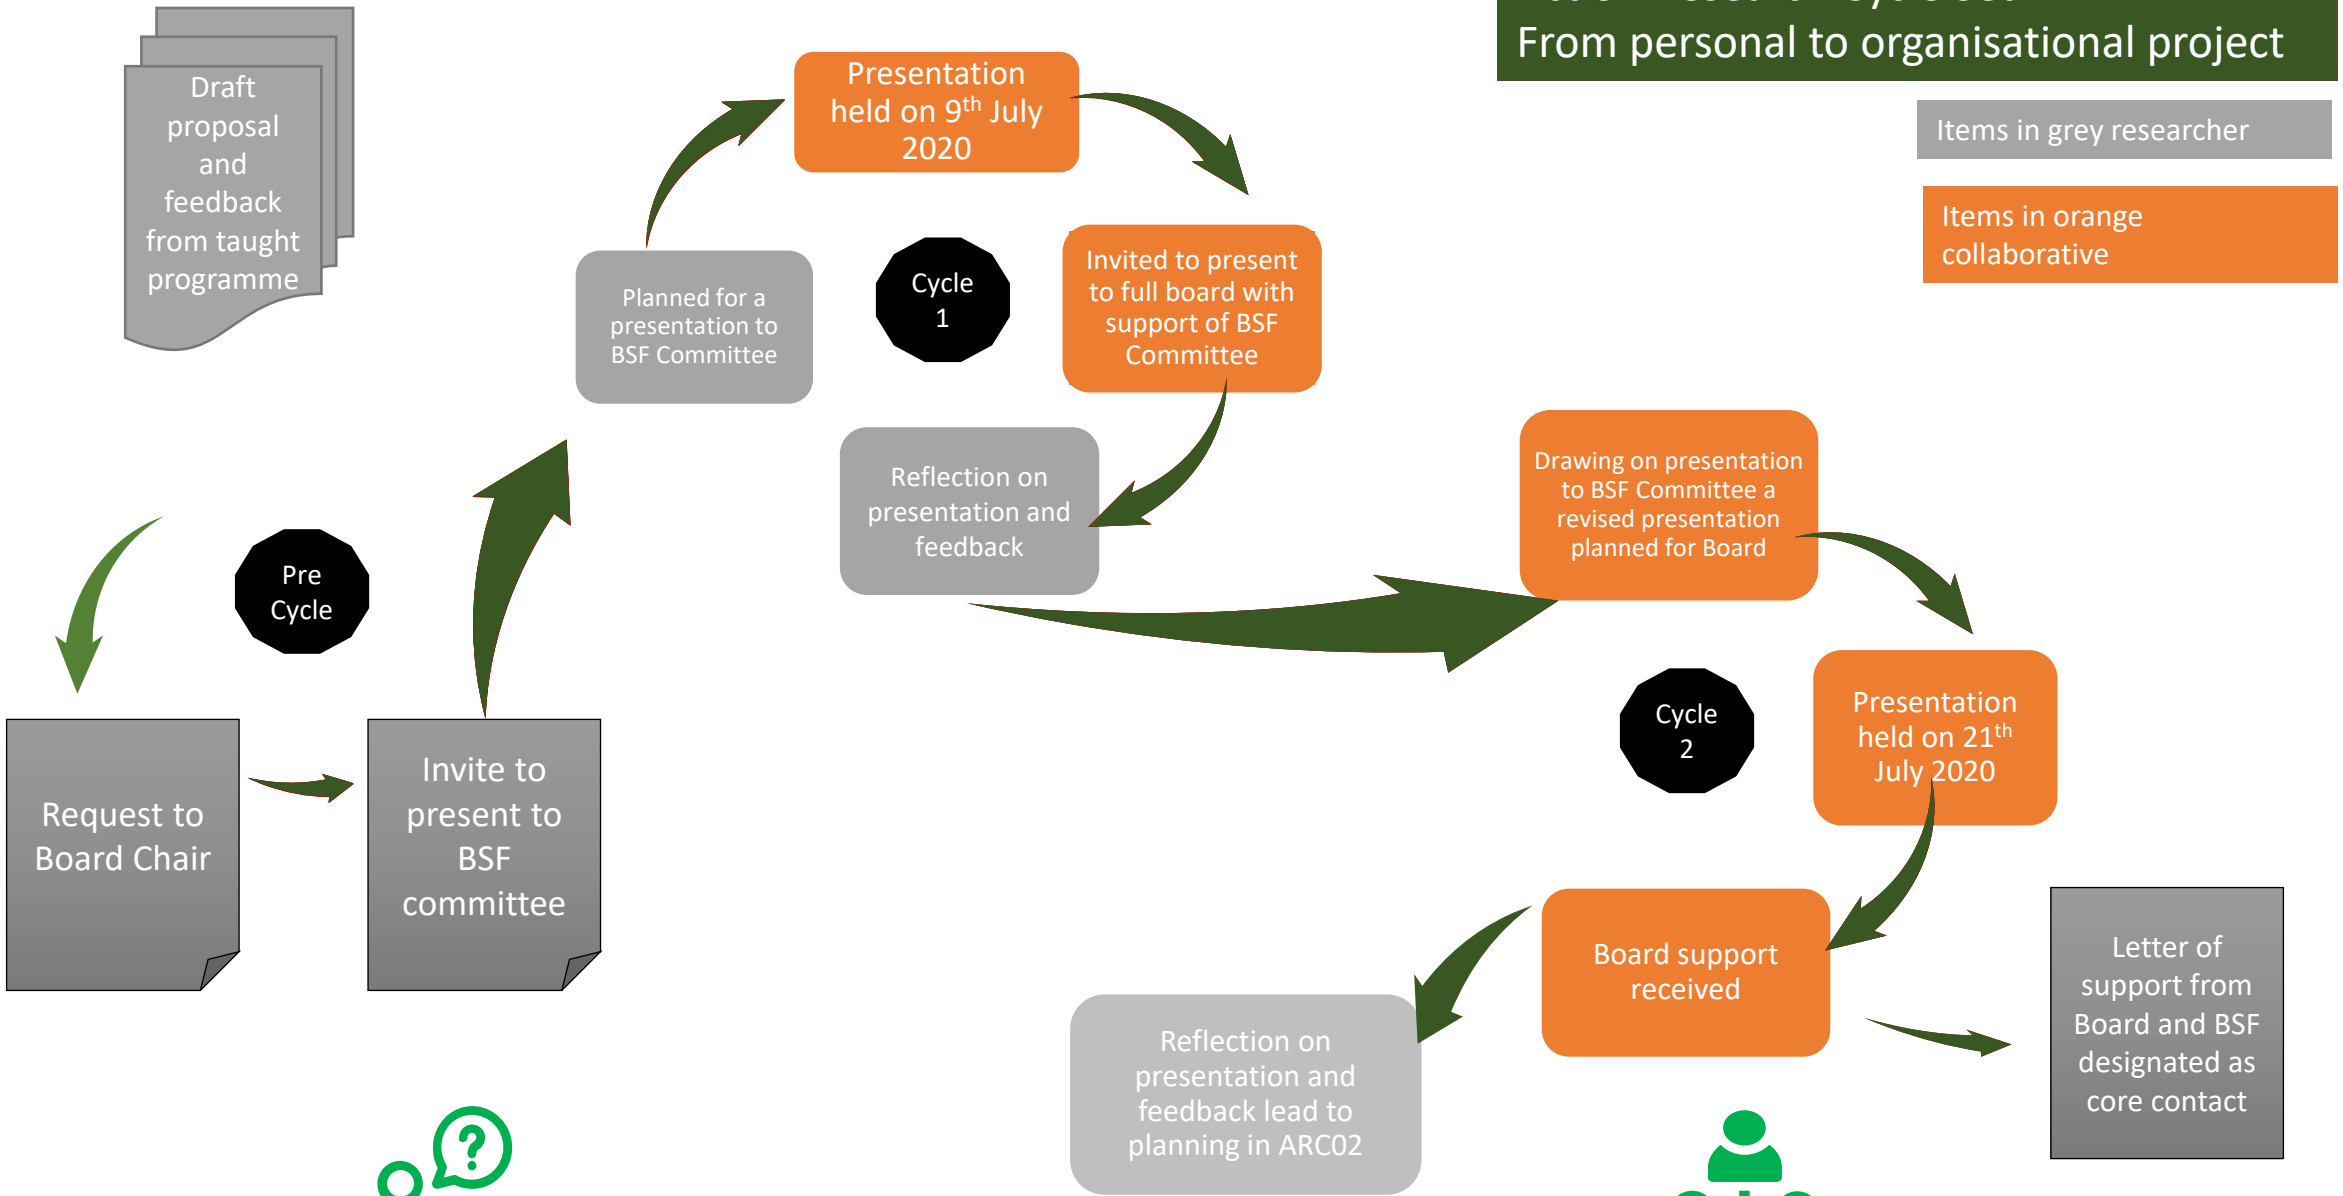 From personal to organisational project
Items in grey researcher
Items in orange
collaborative
Draft
proposal
and
feedback
from taught
programme
Pre
Cycle
Request to
Board Chair
Invite to
present to
BSF
committee
Planned for a
presentation to
BSF Committee
Presentation
held on 9th July
2020
Cycle
1
Invited to present
to full board with
support of BSF
Committee
Reflection on
presentation and
feedback
Drawing on presentation
to BSF Committee a
revised presentation
planned for Board
Cycle
2
Presentation
held on 21th
July 2020
Board support
received
Letter of
support from
Board and BSF
designated as
core contact
Reflection on
presentation and
feedback lead to
planning in ARC02
?